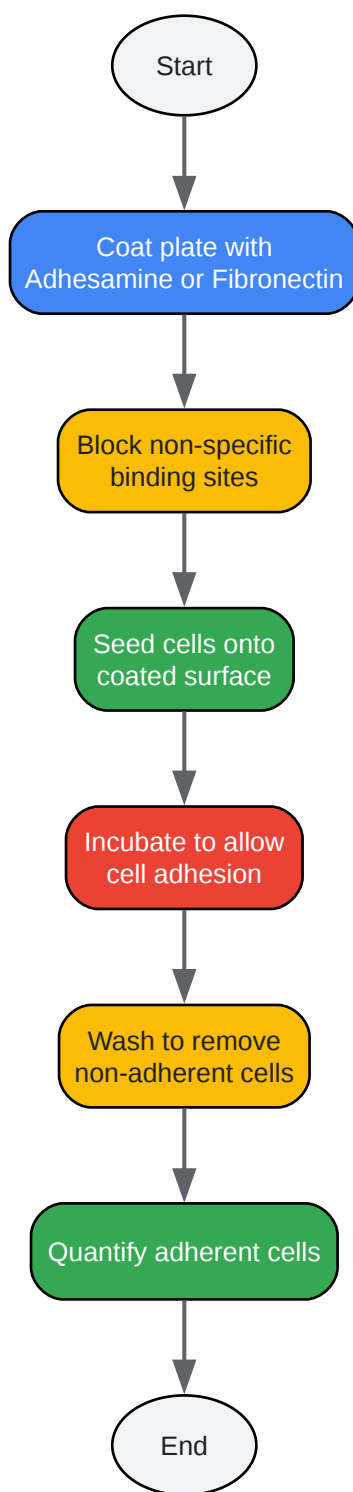 Start
Coat plate with
Adhesamine or Fibronectin
Block non-specific
binding sites
Seed cells onto
coated surface
Incubate to allow
cell adhesion
Wash to remove
non-adherent cells
Quantify adherent cells
End